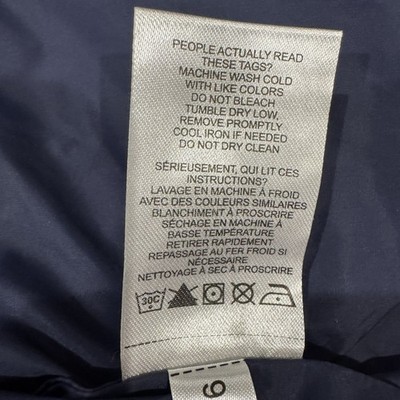 PEOPLE ACTUALLY READ
THESE TAGS?
MACHINE WASH COLD
WITH LIKE COLORS
DO NOT BLEACH
TUMBLE DRY LOW,
REMOVE PROMPTLY
COOL IRON IF NEEDED
DO NOT DRY CLEAN
SÉRIEUSEMENT, QUI LIT CES
INSTRUCTIONS?
LAVAGE EN MACHINE À FROID
AVEC DES COULEURS SIMILAIRES
BLANCHIMENT À PROSCRIRE
SÉCHAGE EN MACHINE À
BASSE TEMPÉRATURE
RETIRER RAPIDEMENT
REPASSAGE AU FER FROID SI
NÉCESSAIRE
NETTOYAGE À SEC À PROSCRIRE
30C